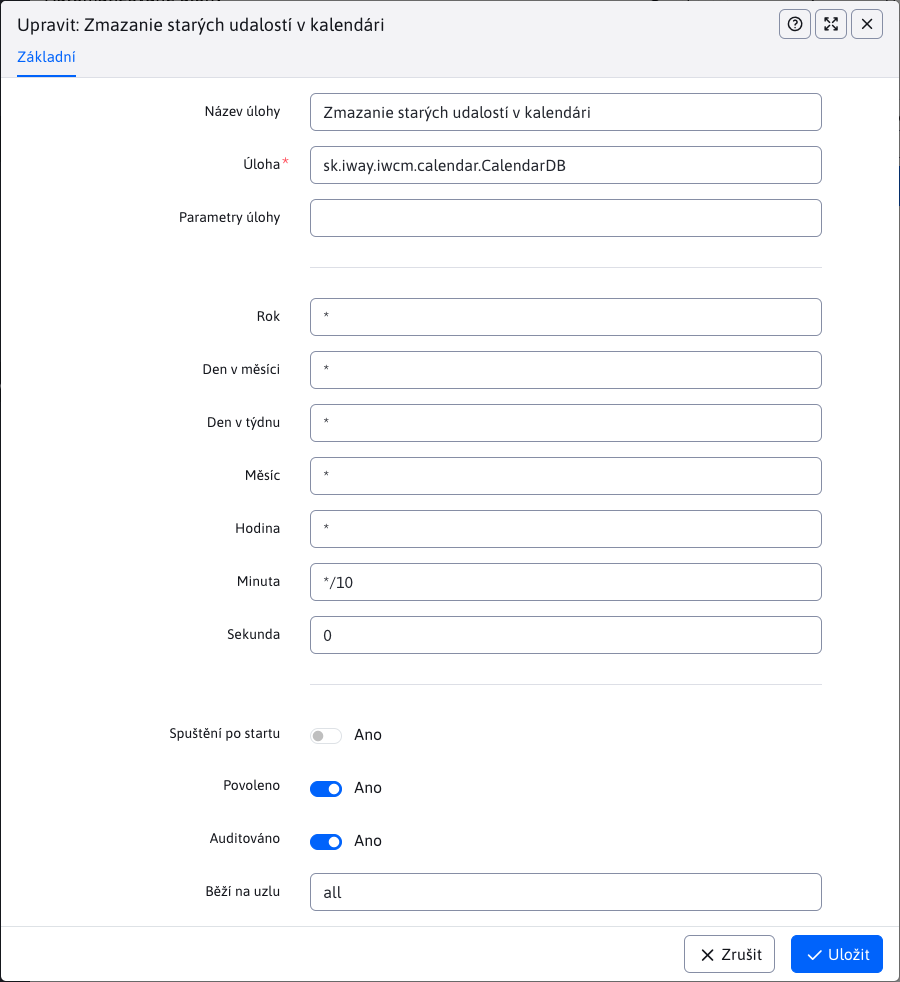 Upravit: Zmazanie starých udalostí v kalendári
Základní
Název úlohy Zmazanie starých udalostí v kalendári
Úloha* sk.iway.iwcm.calendar.CalendarDB
Parametry úlohy
Rok *
Den v měsíci *
Den v týdnu *
Měsíc *
Hodina *
Minuta */10
Sekunda 0
Spuštění po startu Ano
Povoleno Ano
Auditováno Ano
Běží na uzlu all
Zrušit Uložit